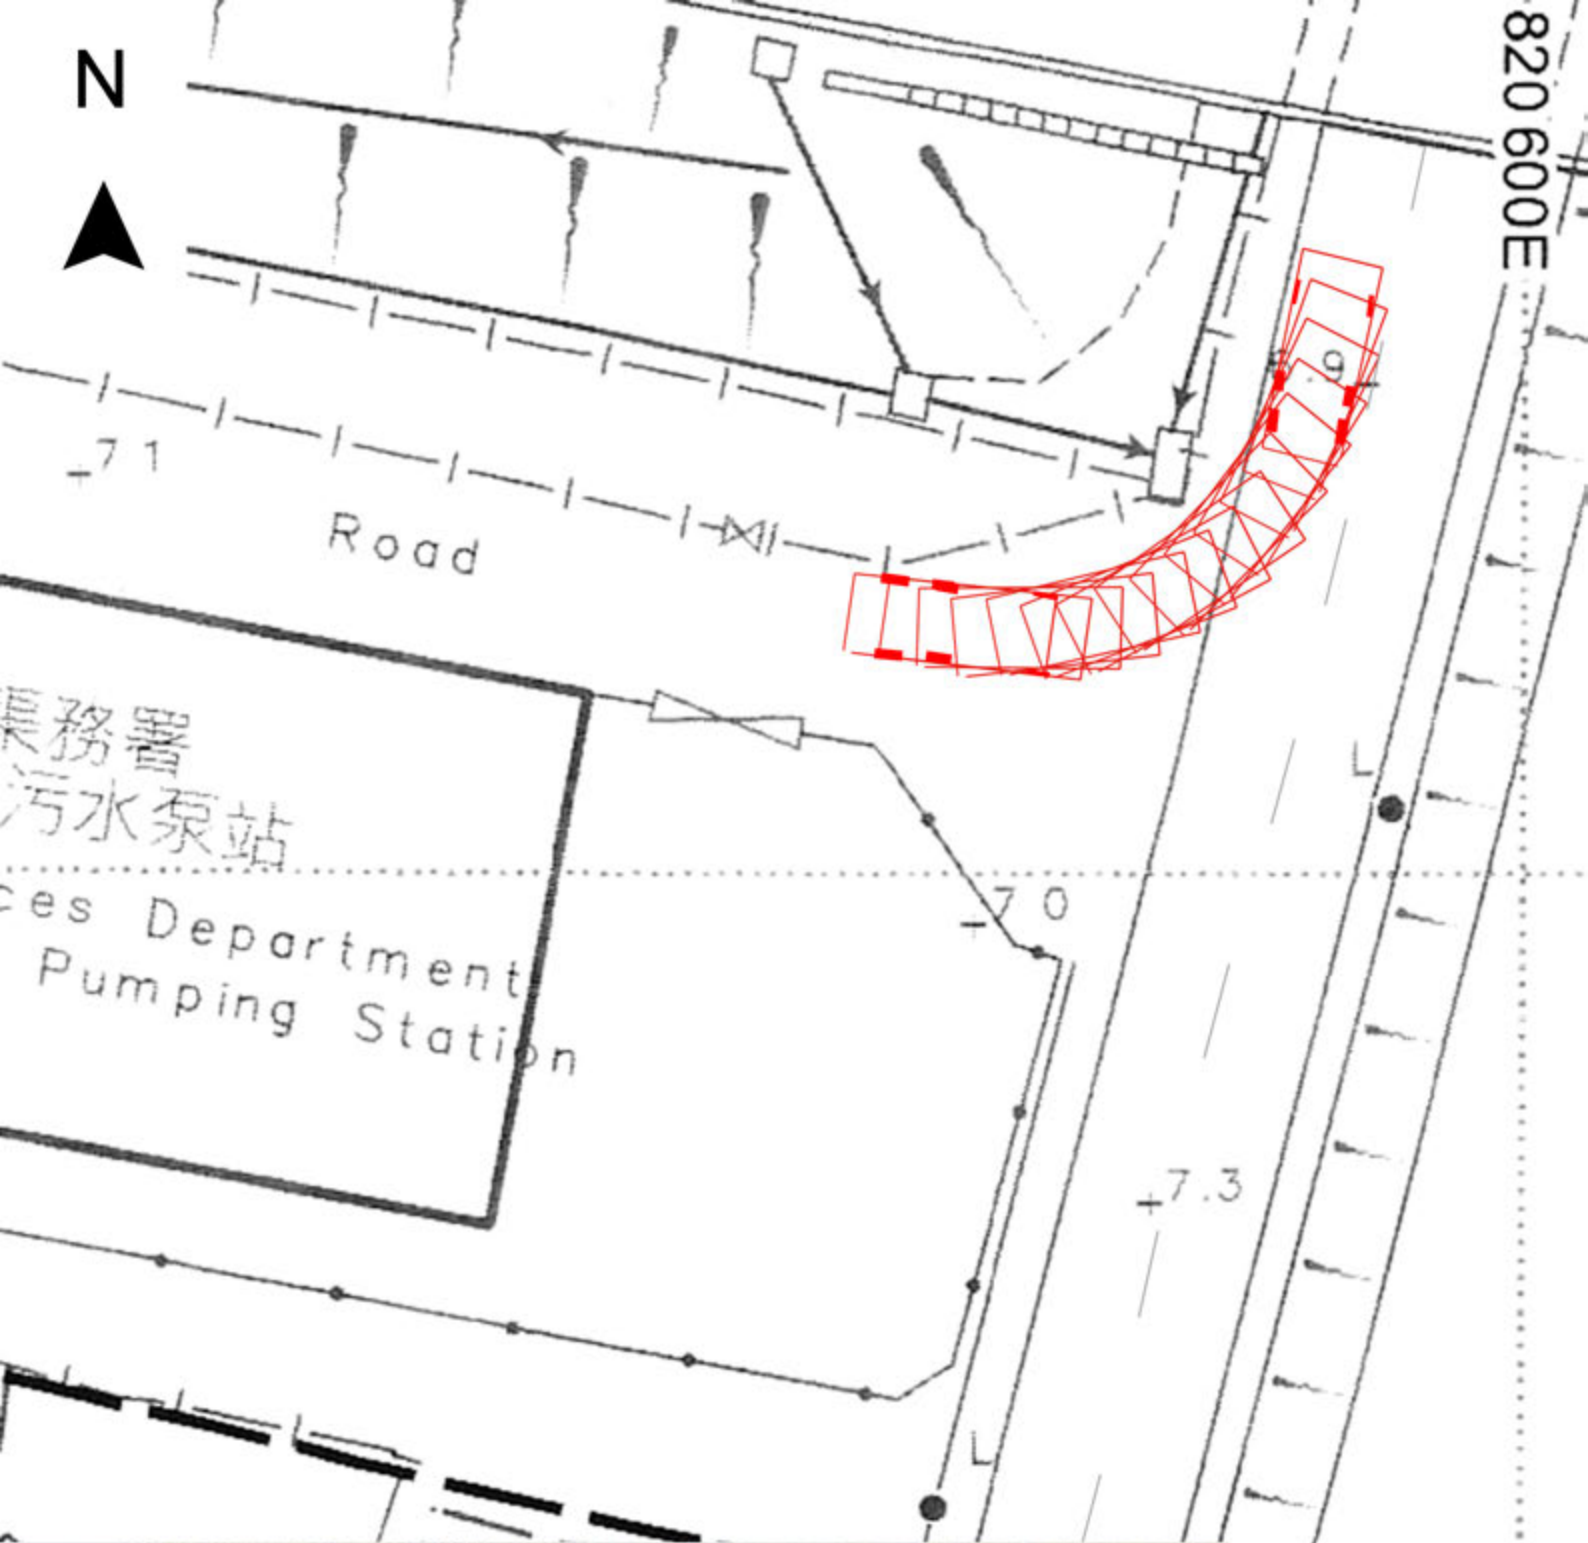 N
820 600E
. 9
7 1
Road
渠務署
污水泵站
7 0
ces Department
Pumping Station
7.3
L
L